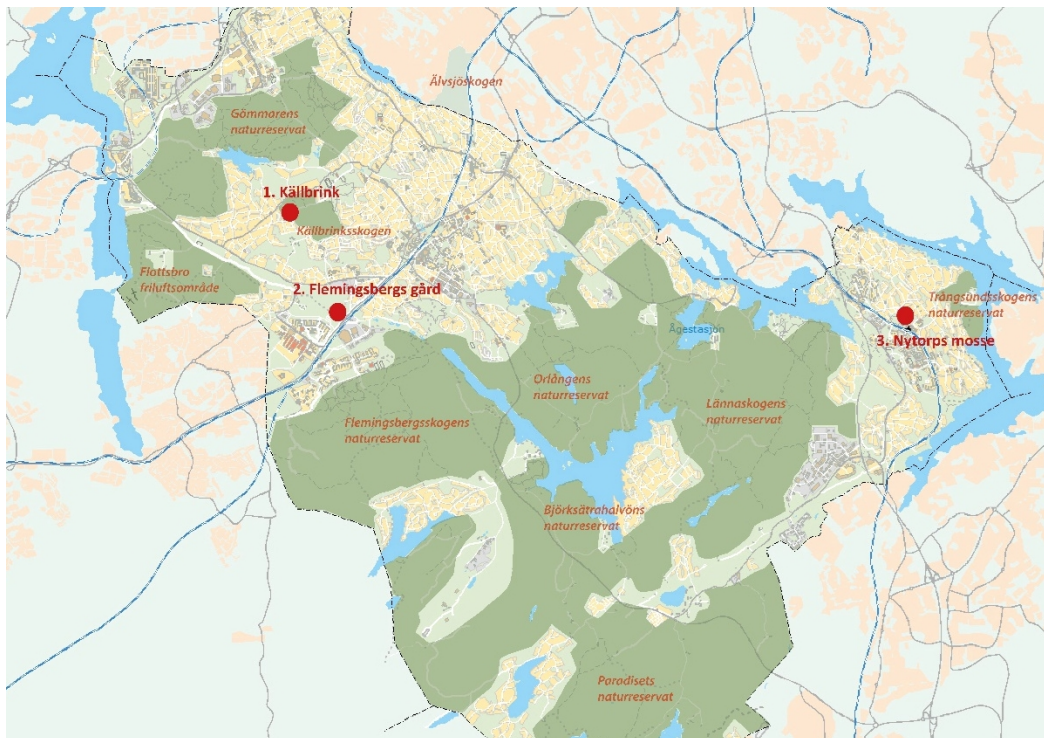 Älvsjöskogen
Gömmarens
naturreservat
1. Källbrink
Källbrinksskogen
Flottsbro
friluftsområde
2. Flemingsbergs gård
Trångsundsskogens
naturreservat
Ågestasjön
3. Nytorps mosse
Orlångens
naturreservat
Flemingsbergsskogens
naturreservat
Lännaskogens
naturreservat
Björksätrahalvöns
naturreservat
Paradisets
naturreservat